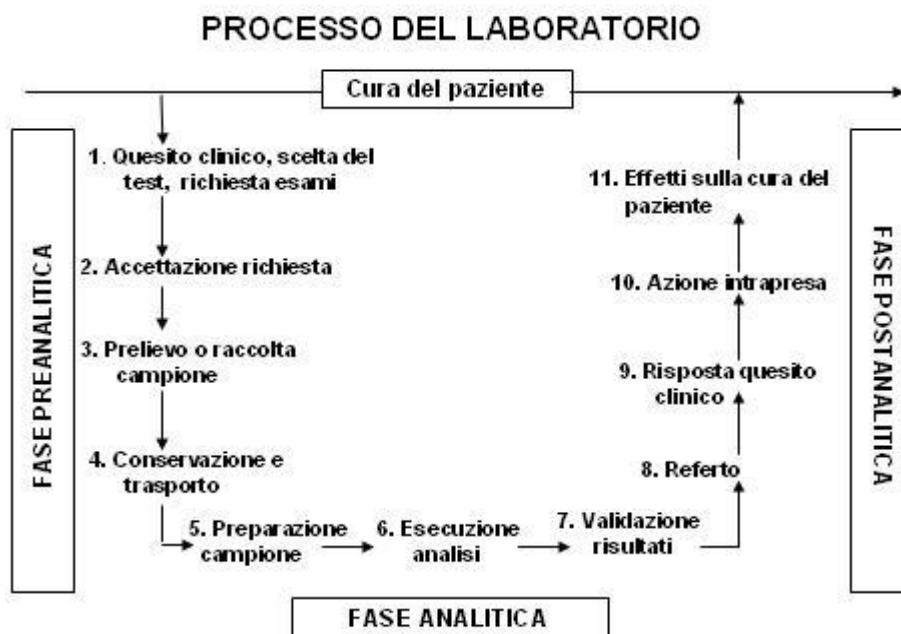 PROCESSO DEL LABORATORIO
Cura del paziente
FASE PREANALITICA
1. Quesito clinico, scelta del
test, richiesta esami
2. Accettazione richiesta
3. Prelievo o raccolta
campione
4. Conservazione e
trasporto
5. Preparazione
campione
6. Esecuzione
analisi
7. Validazione
risultati
8. Referto
9. Risposta quesito
clinico
10. Azione intrapresa
11. Effetti sulla cura del
paziente
FASE POSTANALITICA
FASE ANALITICA